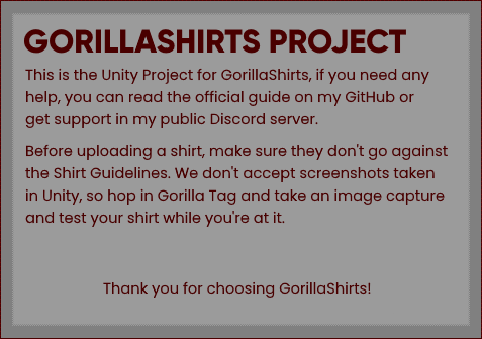 GORILLASHIRTS PROJECT
This is the Unity Project for GorillaShirts, if you need any
help, you can read the official guide on my GitHub or
get support in my public Discord server.
Before uploading a shirt, make sure they don't go against
the Shirt Guidelines. We don't accept screenshots taken
in Unity, so hop in Gorilla Tag and take an image capture
and test your shirt while you're at it.
Thank you for choosing GorillaShirts!